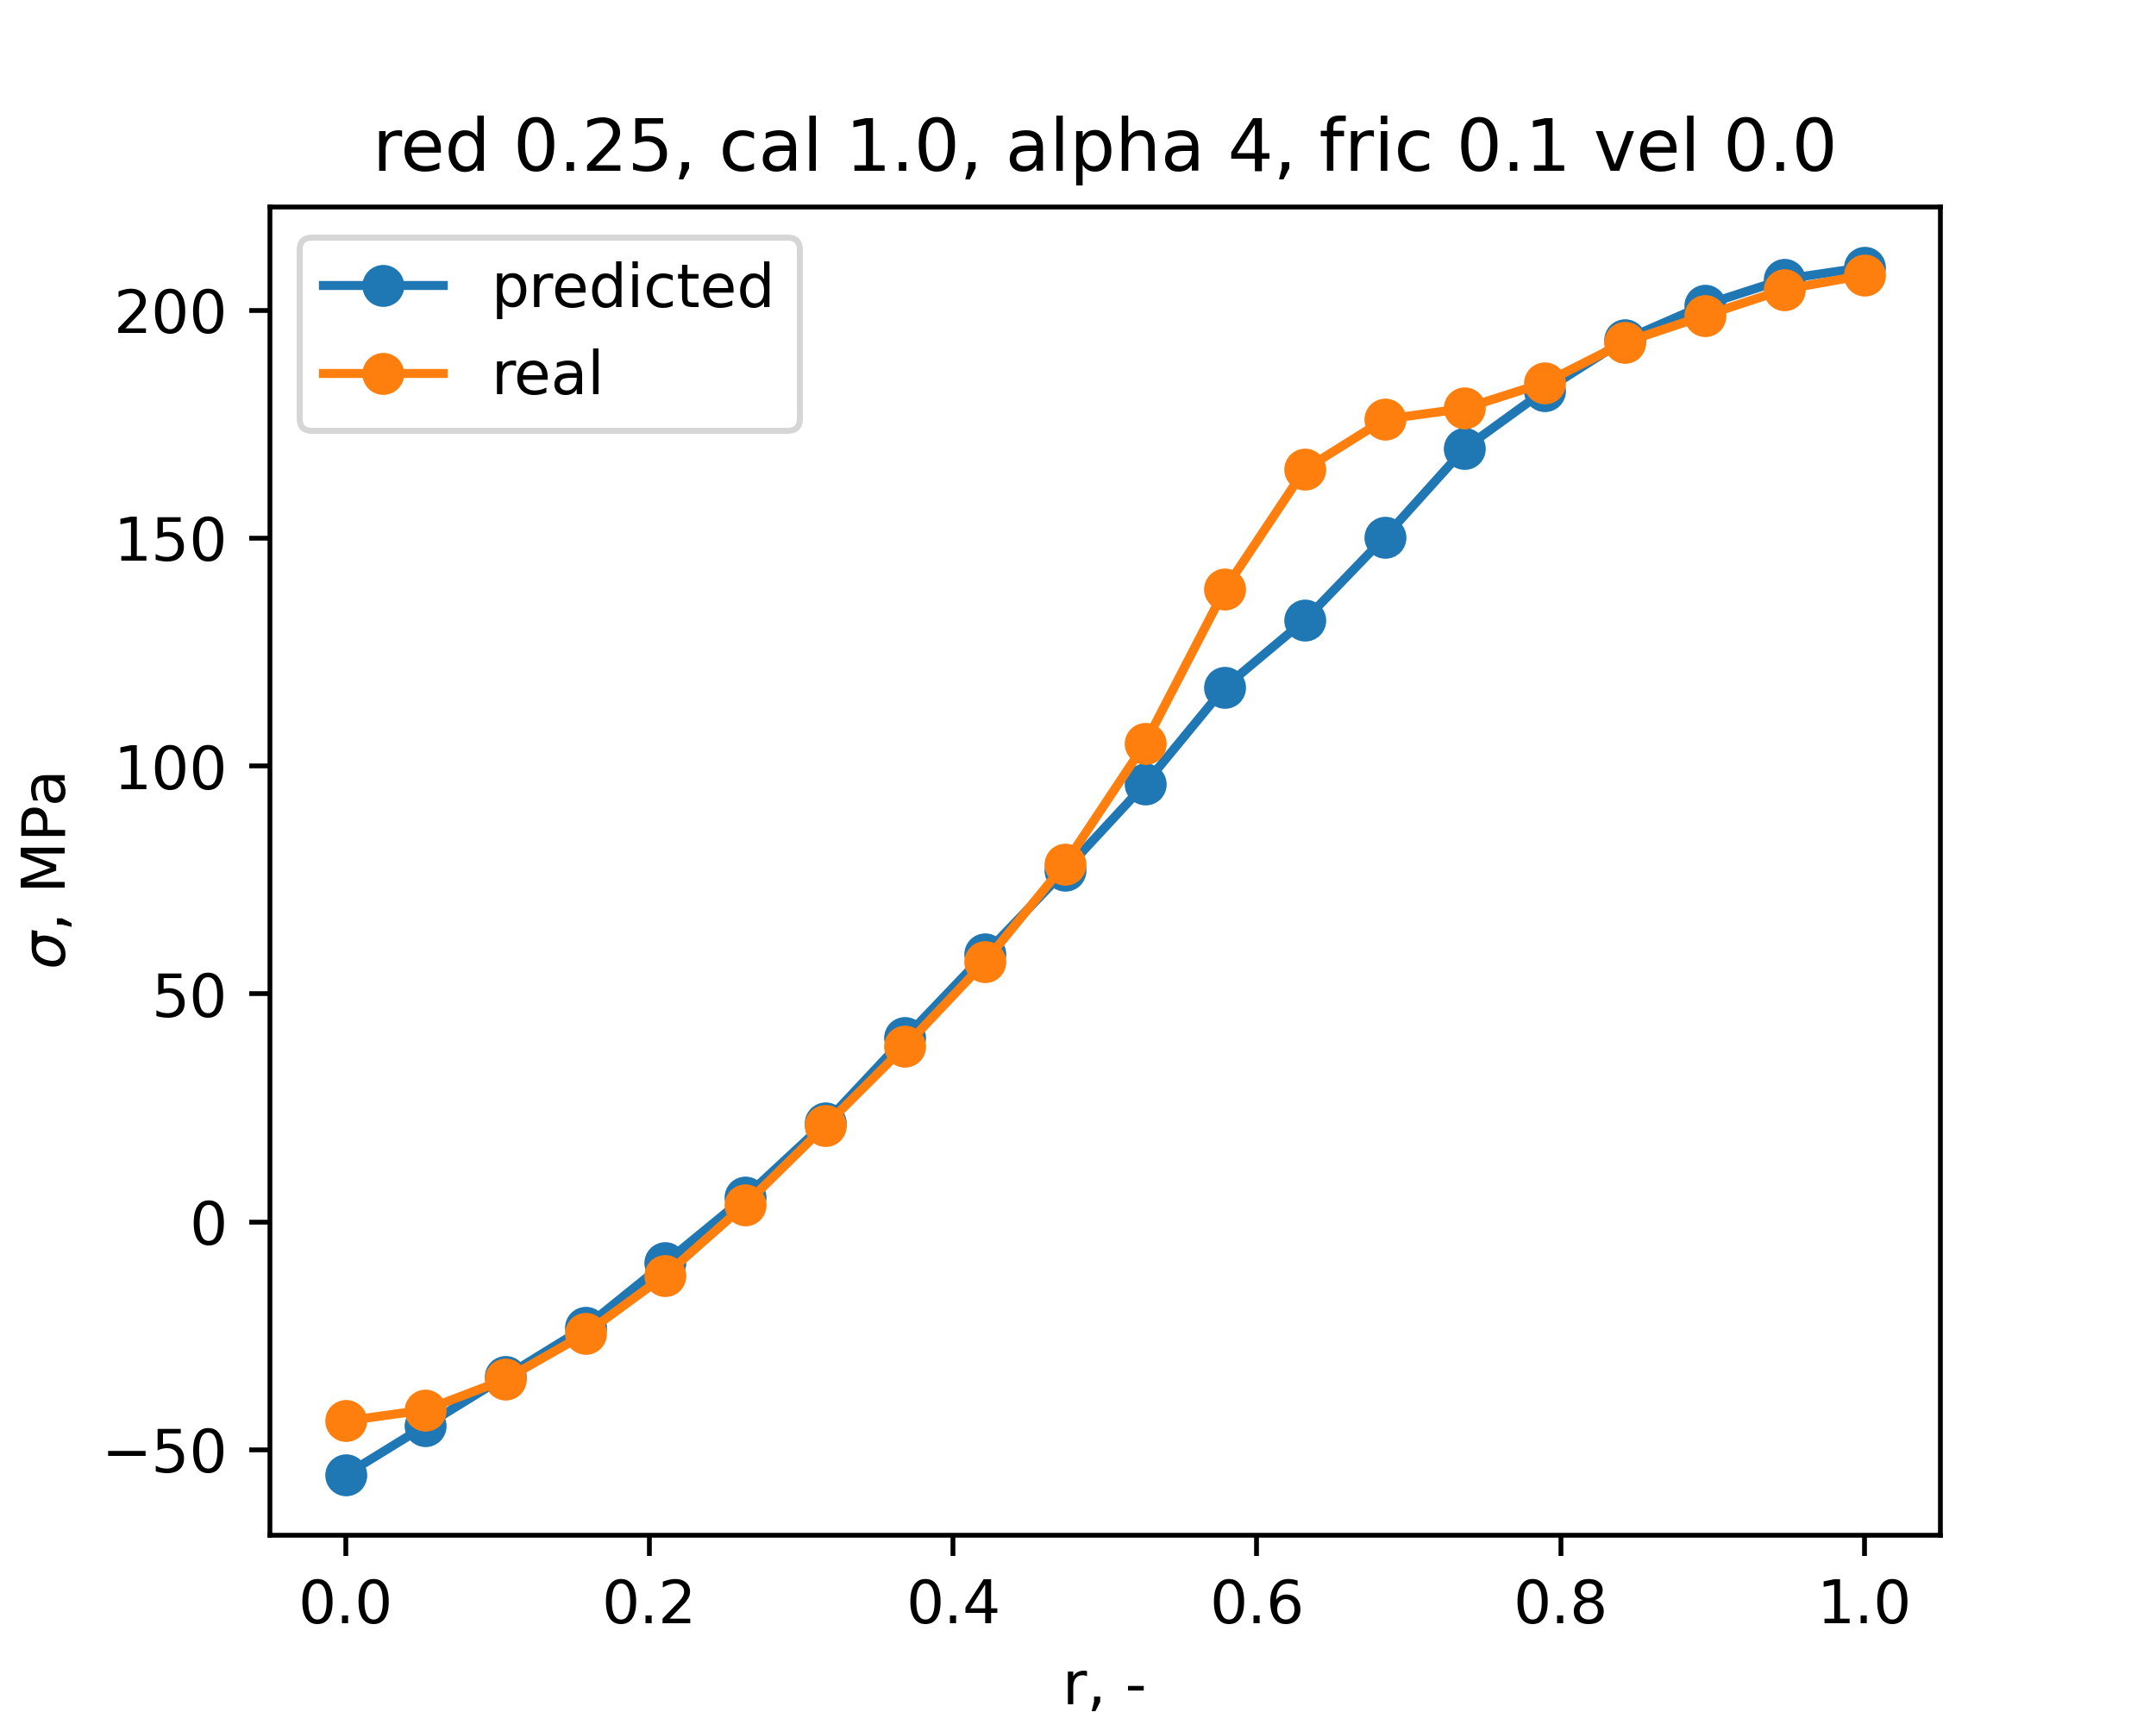 red 0.25, cal 1.0, alpha 4, fric 0.1 vel 0.0
predicted
real
200
150
100
50
0
−50
σ, MPa
0.0 0.2 0.4 0.6 0.8 1.0
r, -